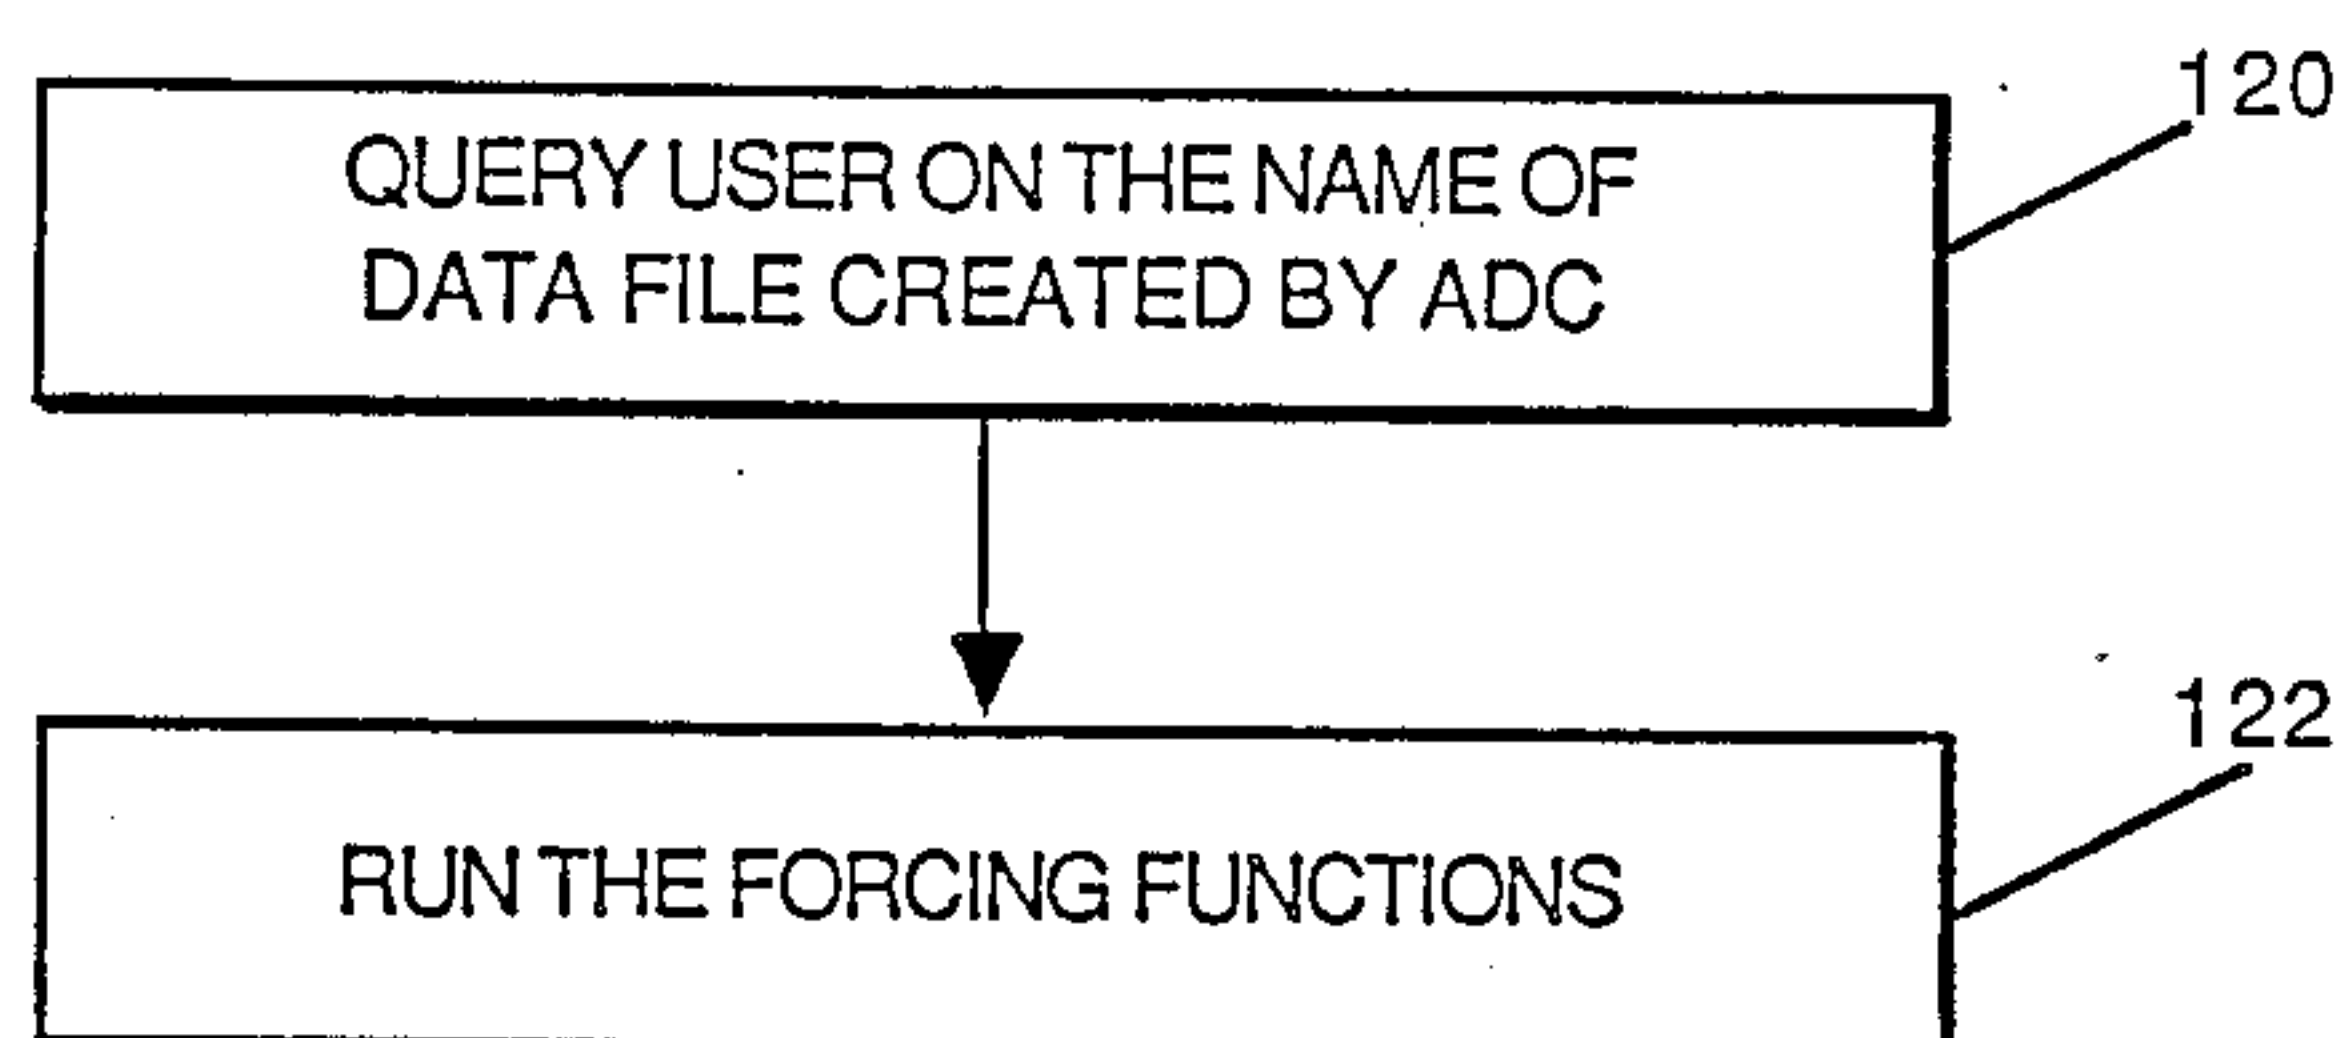 120
QUERY USER ON THE NAME OF
DATA FILE CREATED BY ADC
122
RUN THE FORCING FUNCTIONS